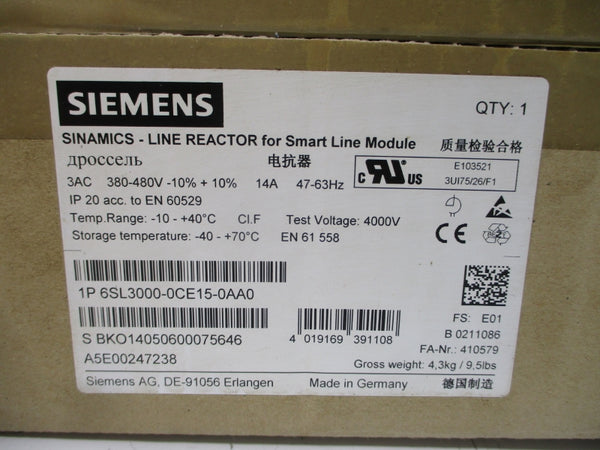 SIEMENS
QTY: 1
SINAMICS - LINE REACTOR for Smart Line Module
质量检验合格
дроссель 电抗器
3AC 380-480V -10% + 10% 14A 47-63Hz
IP 20 acc. to EN 60529
Temp.Range: -10 - +40°C Cl.F Test Voltage: 4000V
Storage temperature: -40 - +70°C EN 61 558
C UR US
E103521
3UI75/26/F1
CE
1P 6SL3000-0CE15-0AA0
S BKO14050600075646
A5E00247238
4 019169 391108
FS: E01
B 0211086
FA-Nr.: 410579
Gross weight: 4,3kg / 9,5lbs
Siemens AG, DE-91056 Erlangen Made in Germany 德国制造